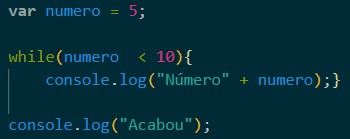 var numero = 5;
while(numero  < 10){
console.log("Número" + numero);}
console.log("Acabou");